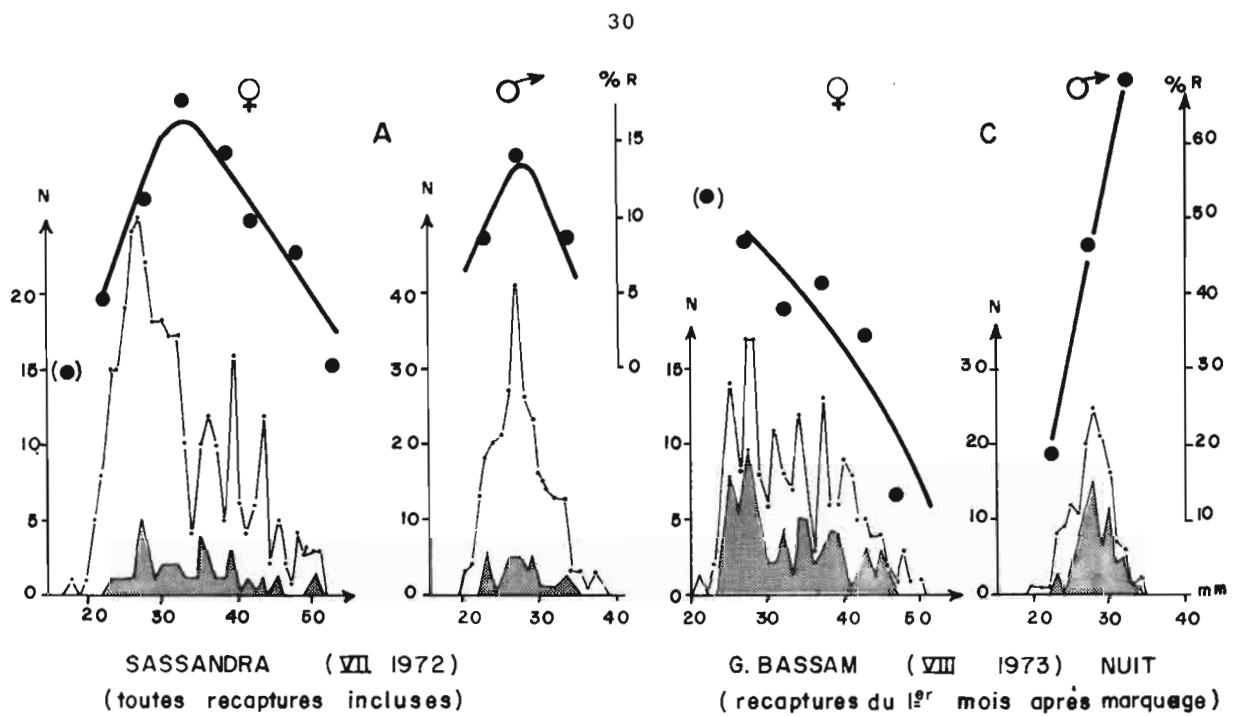 30
♀ A ♂ % R ♀ C ♂ % R
N N N N
15 10 5 0
60 50 40 30 20 10
20 15 10 5 0
40 30 20 10 0
15 10 5 0
30 20 10 0
(●) (●)
20 30 40 50
20 30 40
20 30 40 50
20 30 40 mm
SASSANDRA (VII 1972)
(toutes recaptures incluses)
G. BASSAM (VIII 1973) NUIT
(recaptures du 1er mois après marquage)